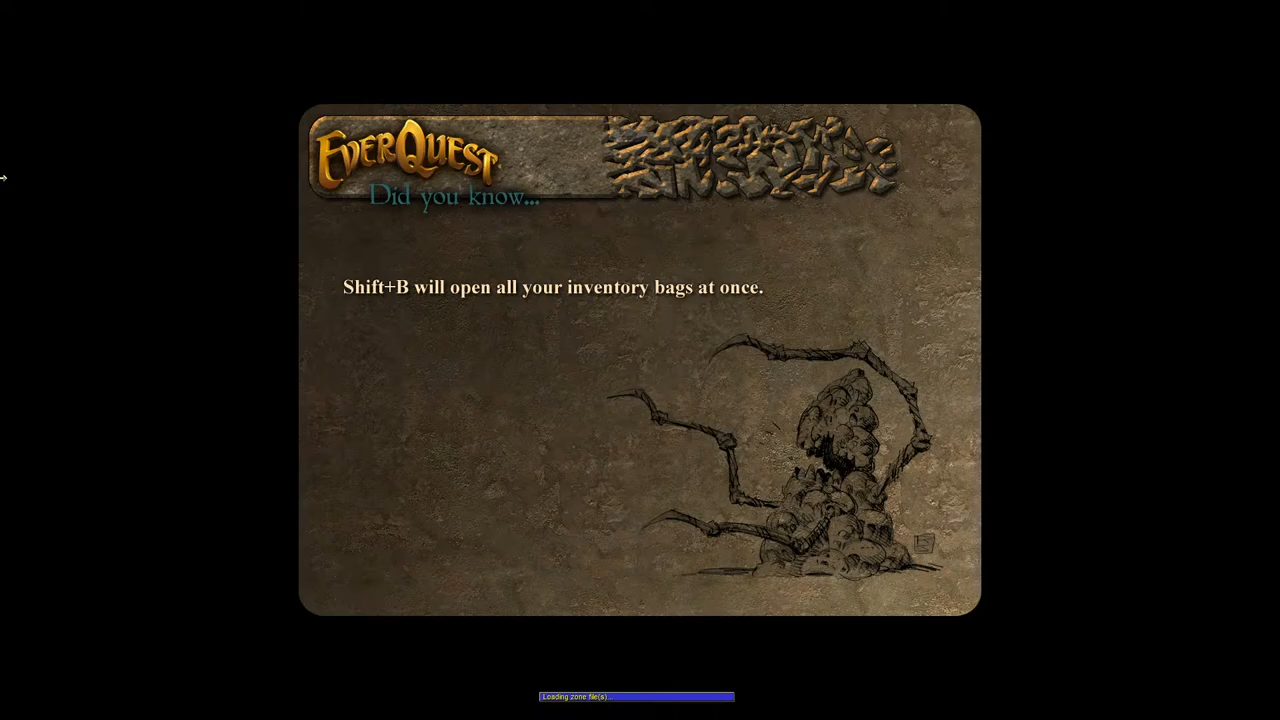 EVERQUEST
Did you know...
Shift+B will open all your inventory bags at once.
Loading zone file(s)...